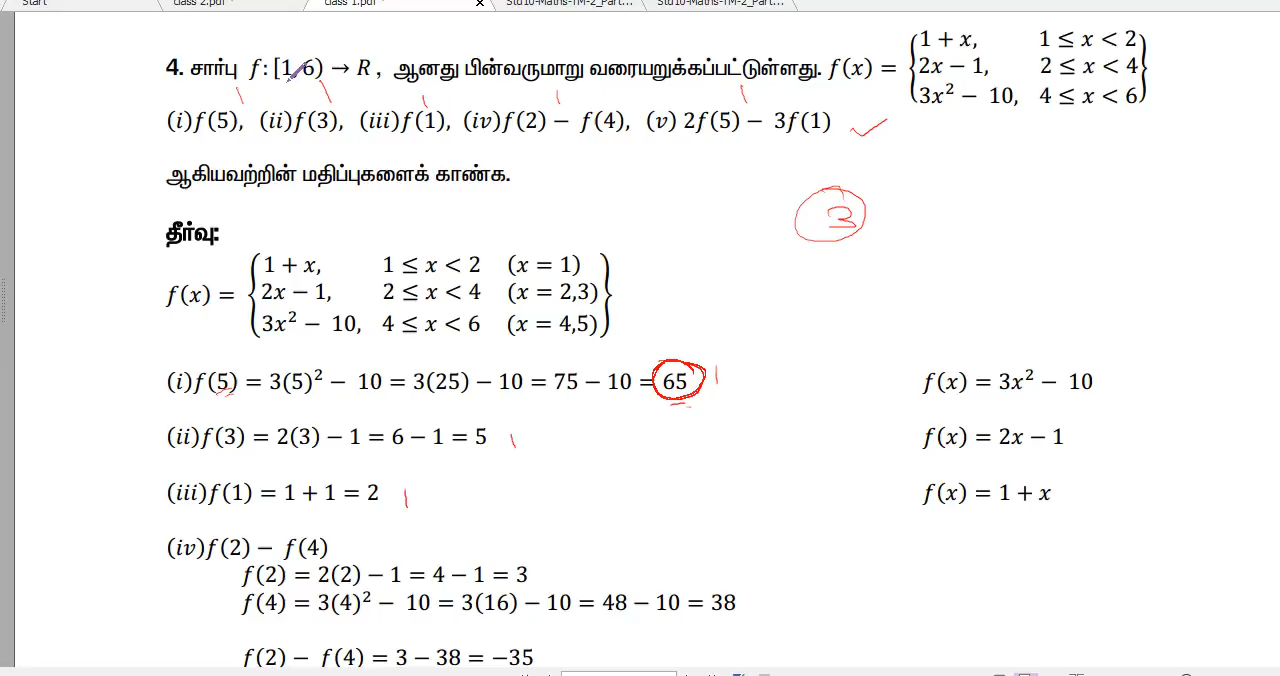 Start class 2.pdf class 1.pdf Std10-Maths-TM-2_Part... Std10-Maths-TM-2_Part...
4. சார்பு f: [1, 6) → R , ஆனது பின்வருமாறு வரையறுக்கப்பட்டுள்ளது. f(x) = {1 + x, 1 ≤ x < 2
2x − 1, 2 ≤ x < 4
3x² − 10, 4 ≤ x < 6}
(i)f(5), (ii)f(3), (iii)f(1), (iv)f(2) − f(4), (v) 2f(5) − 3f(1)
ஆகியவற்றின் மதிப்புகளைக் காண்க.
3
தீர்வு:
f(x) = {1 + x, 1 ≤ x < 2 (x = 1)
2x − 1, 2 ≤ x < 4 (x = 2,3)
3x² − 10, 4 ≤ x < 6 (x = 4,5)}
(i)f(5) = 3(5)² − 10 = 3(25) − 10 = 75 − 10 = 65 f(x) = 3x² − 10
(ii)f(3) = 2(3) − 1 = 6 − 1 = 5 f(x) = 2x − 1
(iii)f(1) = 1 + 1 = 2 f(x) = 1 + x
(iv)f(2) − f(4)
f(2) = 2(2) − 1 = 4 − 1 = 3
f(4) = 3(4)² − 10 = 3(16) − 10 = 48 − 10 = 38
f(2) − f(4) = 3 − 38 = −35